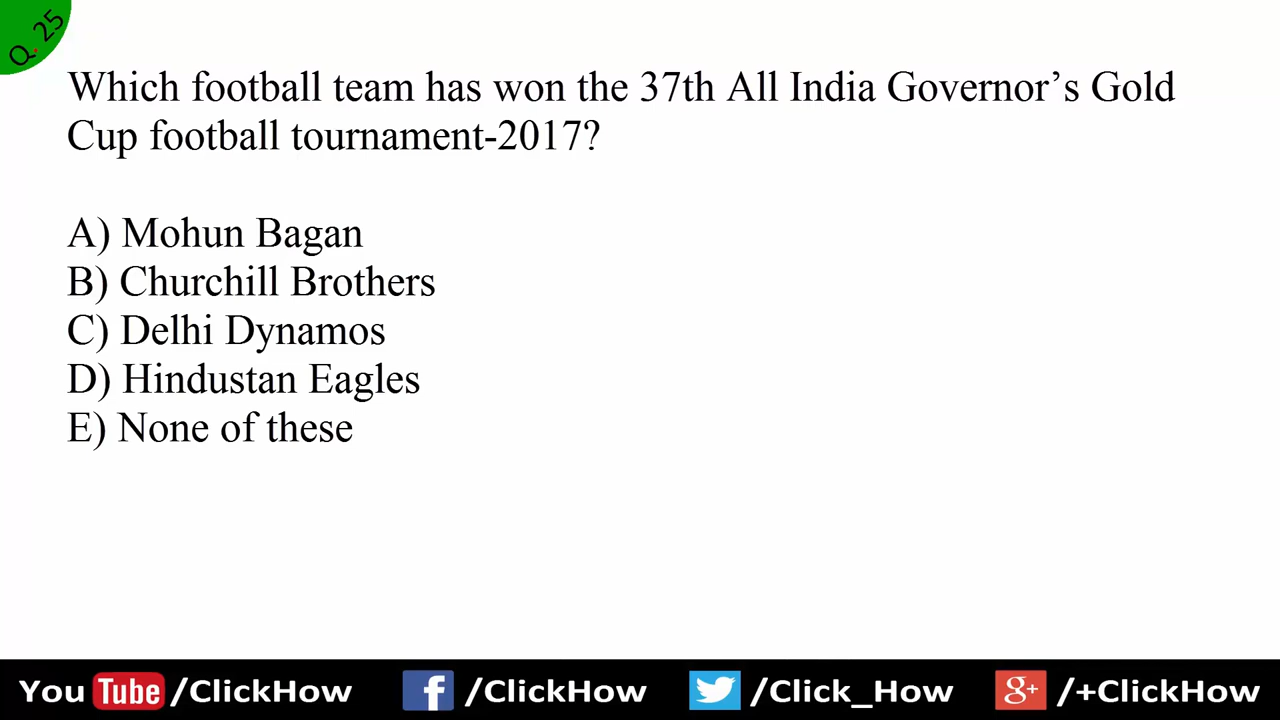 Q. 25
Which football team has won the 37th All India Governor’s Gold
Cup football tournament-2017?
A) Mohun Bagan
B) Churchill Brothers
C) Delhi Dynamos
D) Hindustan Eagles
E) None of these
You Tube /ClickHow f /ClickHow /Click_How g+ /+ClickHow